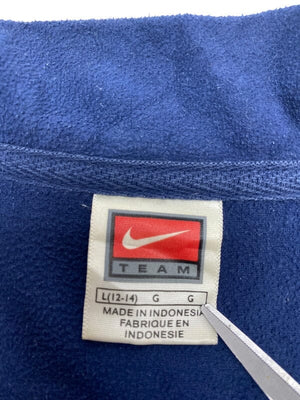 TEAM
L(12-14) G G
MADE IN INDONESIA
FABRIQUE EN
INDONESIE